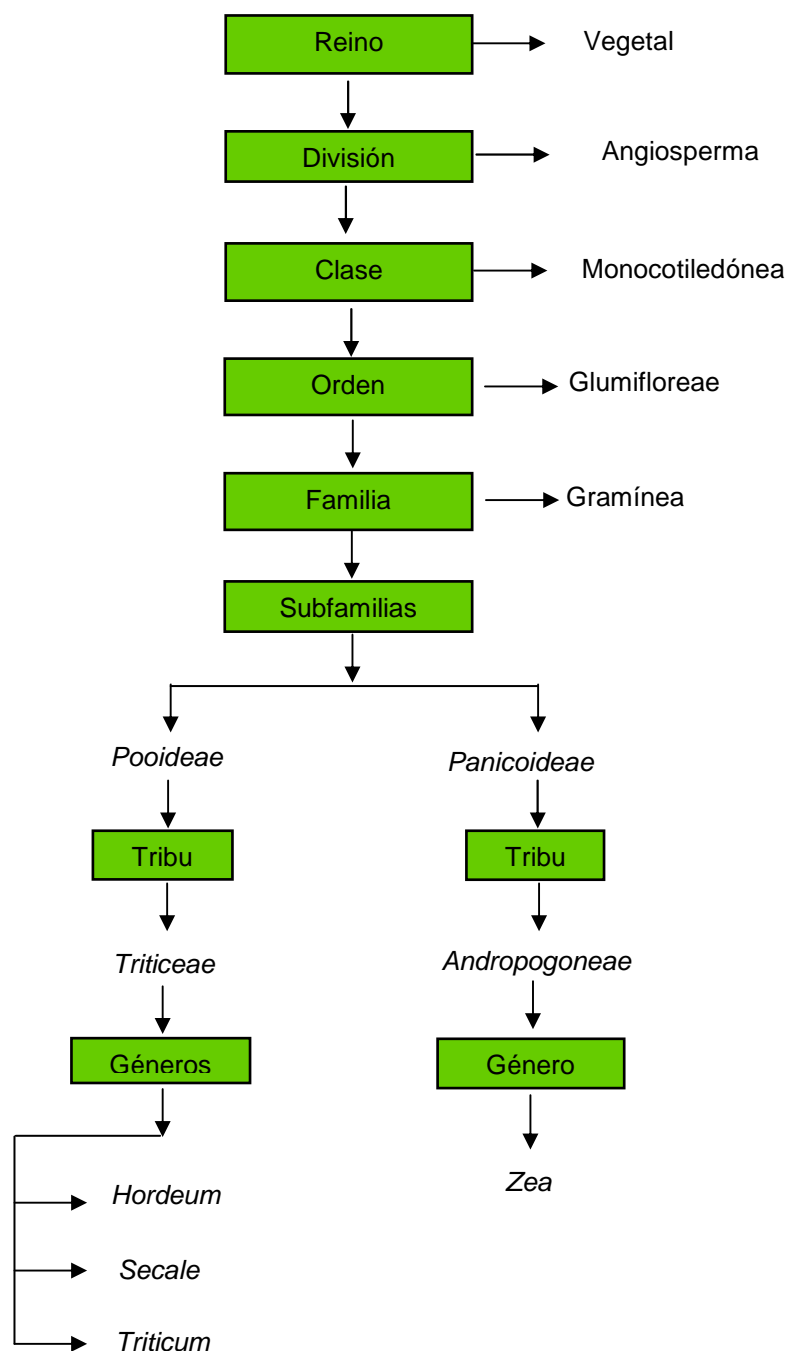 Reino
Vegetal
División
Angiosperma
Clase
Monocotiledónea
Orden
Glumifloreae
Familia
Gramínea
Subfamilias
Pooideae
Panicoideae
Tribu
Tribu
Triticeae
Andropogoneae
Géneros
Género
Hordeum
Zea
Secale
Triticum